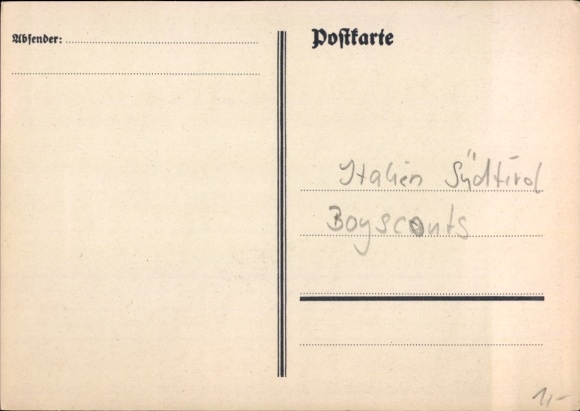 Absender:
Postkarte
Italien Südtirol
Boyscouts
1,-